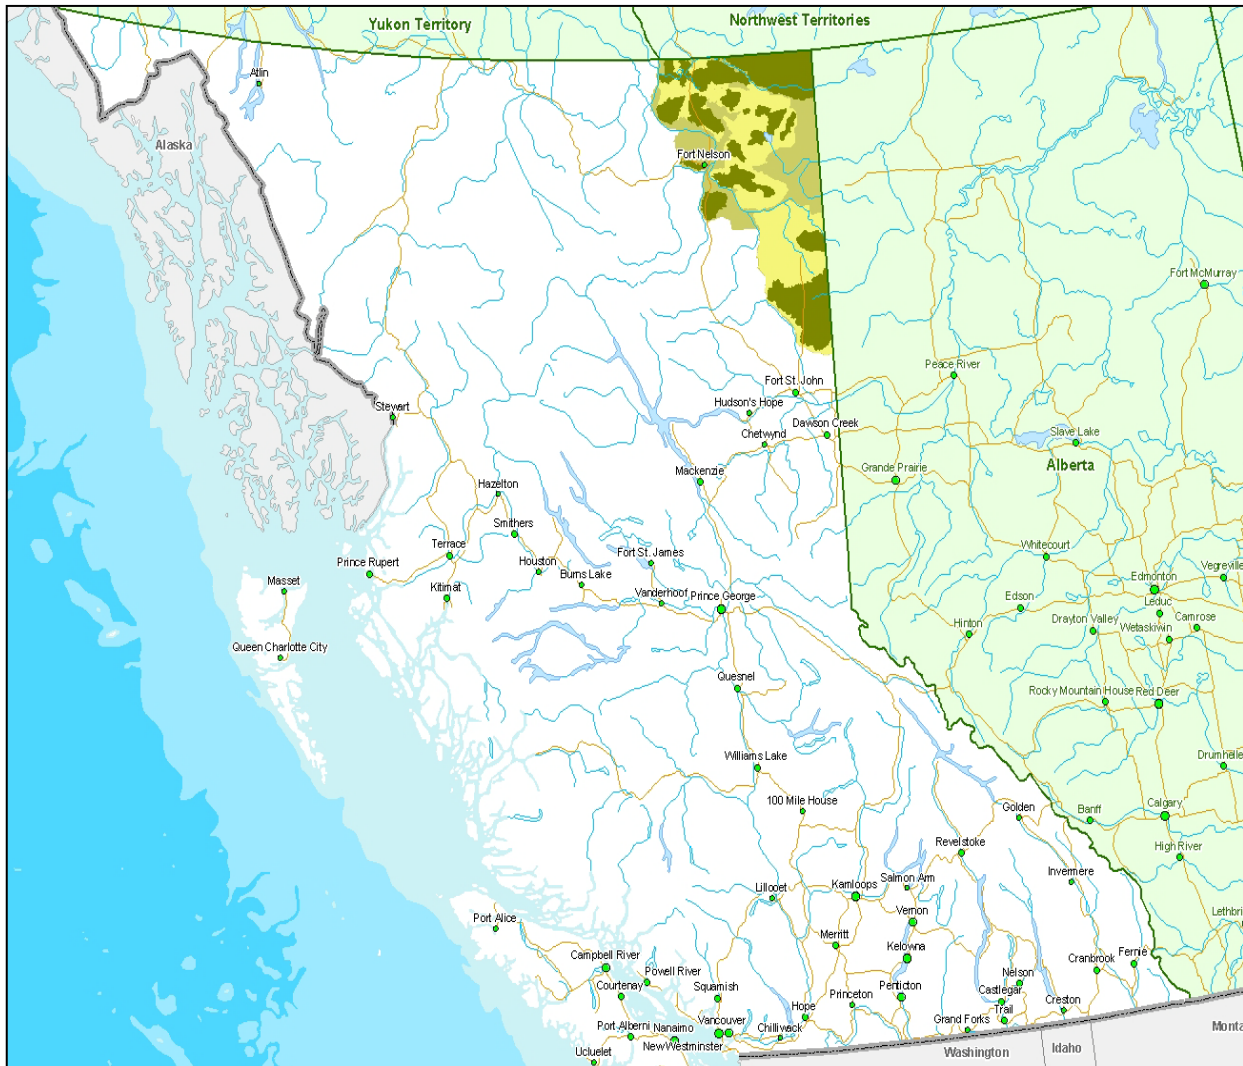 Yukon Territory
Northwest Territories
Atlin
Alaska
Fort Nelson
Fort McMurray
Peace River
Fort St. John
Hudson's Hope
Stewart
Dawson Creek
Chetwynd
Slave Lake
Alberta
Grande Prairie
Mackenzie
Hazelton
Smithers
Terrace
Whitecourt
Fort St. James
Prince Rupert
Houston
Burns Lake
Vegreville
Edmonton
Masset
Kitimat
Vanderhoof
Prince George
Edson
Leduc
Hinton
Drayton Valley
Camrose
Wetaskiwin
Queen Charlotte City
Quesnel
Rocky Mountain House
Red Deer
Williams Lake
Drumhelle
100 Mile House
Golden
Banff
Calgary
Revelstoke
High River
Invermere
Salmon Arm
Lillooet
Kamloops
Port Alice
Vernon
Lethbri
Merritt
Kelowna
Fernie
Campbell River
Cranbrook
Powell River
Nelson
Courtenay
Squamish
Penticton
Castlegar
Princeton
Creston
Hope
Trail
Grand Forks
Port Alberni
Nanaimo
Vancouver
Chilliwack
New Westminster
Ucluelet
Washington
Idaho
Monta